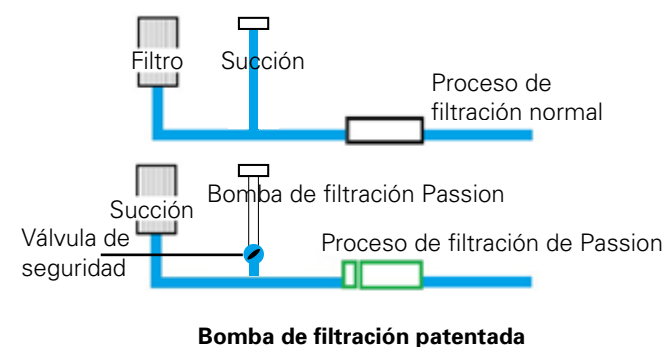 Filtro
Succión
Proceso de
filtración normal
Bomba de filtración Passion
Succión
Válvula de
seguridad
Proceso de filtración de Passion
Bomba de filtración patentada